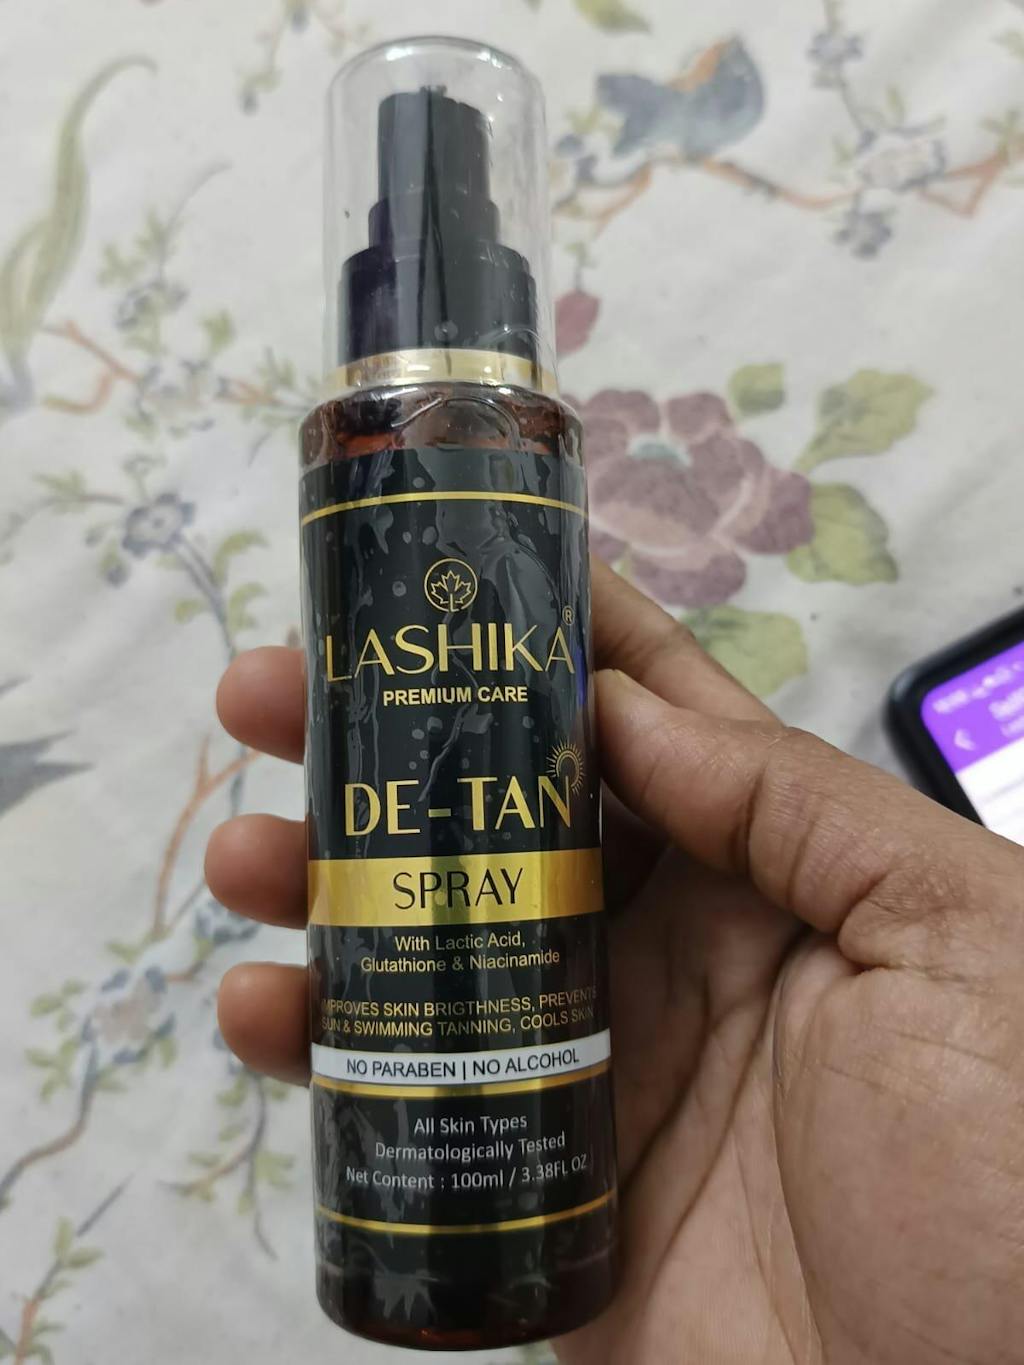 LASHIKA®
PREMIUM CARE
DE-TAN
SPRAY
With Lactic Acid,
Glutathione & Niacinamide
IMPROVES SKIN BRIGTHNESS, PREVENTS
SUN & SWIMMING TANNING, COOLS SKIN
NO PARABEN | NO ALCOHOL
All Skin Types
Dermatologically Tested
Net Content : 100ml / 3.38FL OZ